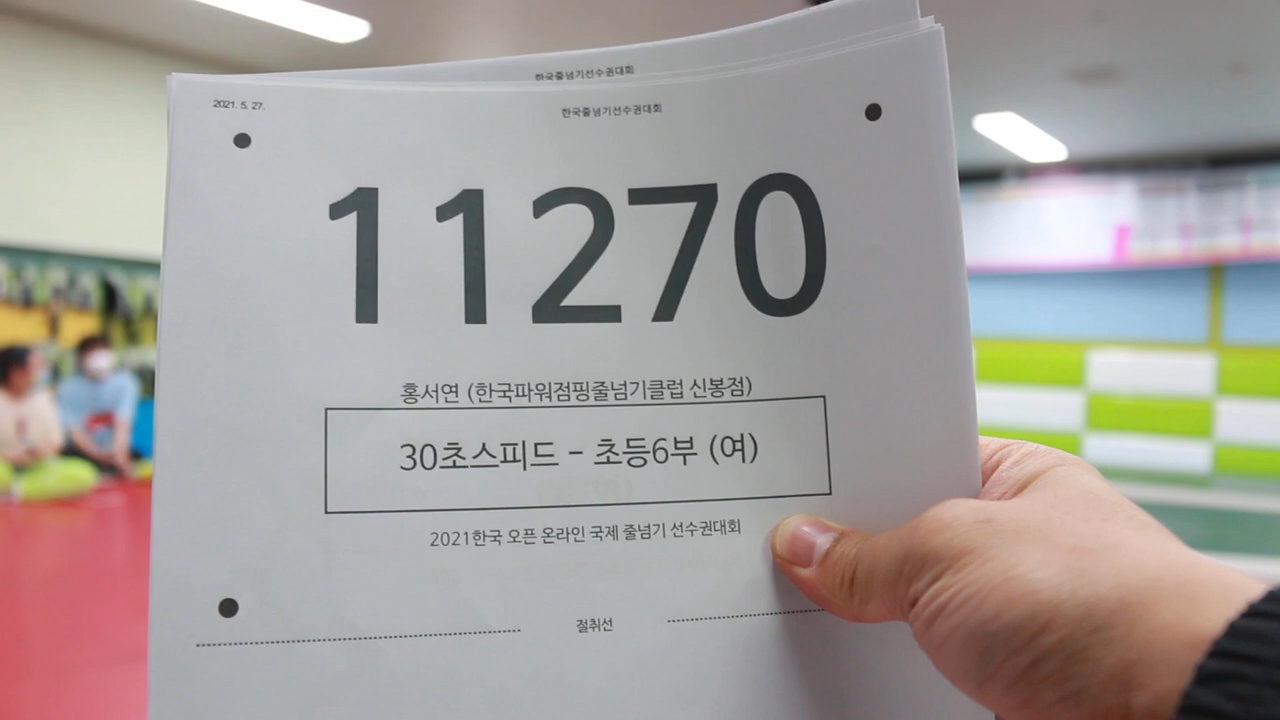 한국줄넘기선수권대회
2021. 5. 27.
한국줄넘기선수권대회
11270
홍서연 (한국파워점핑줄넘기클럽 신봉점)
30초스피드 - 초등6부 (여)
2021한국 오픈 온라인 국제 줄넘기 선수권대회
절취선